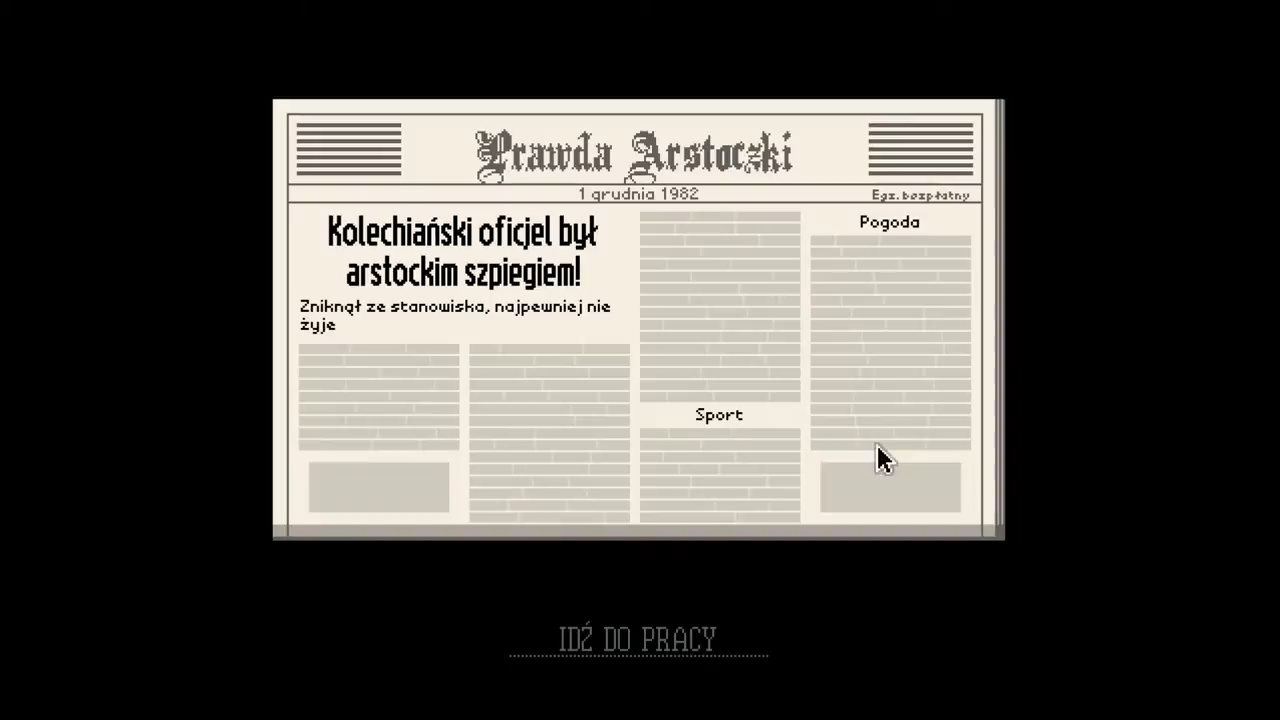 Prawda Arstoczki
1 grudnia 1982
Egz. bezpłatny
Kolechiański oficjel był
arstockim szpiegiem!
Zniknął ze stanowiska, najpewniej nie
żyje
Sport
Pogoda
IDŹ DO PRACY